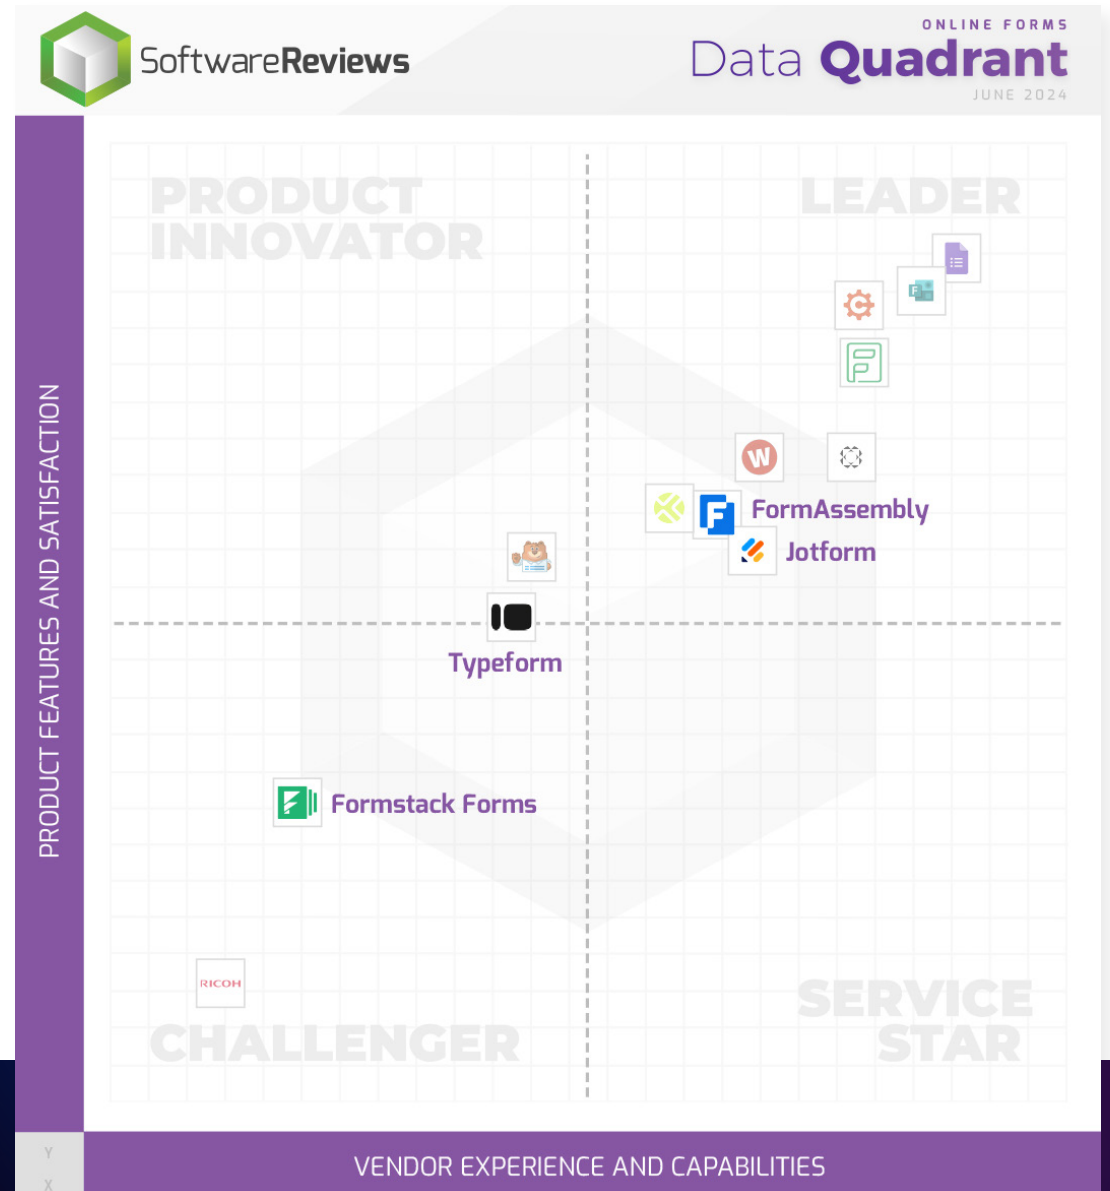 SoftwareReviews
ONLINE FORMS
Data Quadrant
JUNE 2024
PRODUCT
INNOVATOR
LEADER
F
F
W
F
FormAssembly
Jotform
Typeform
Formstack Forms
RICOH
CHALLENGER
SERVICE
STAR
PRODUCT FEATURES AND SATISFACTION
Y
X
VENDOR EXPERIENCE AND CAPABILITIES